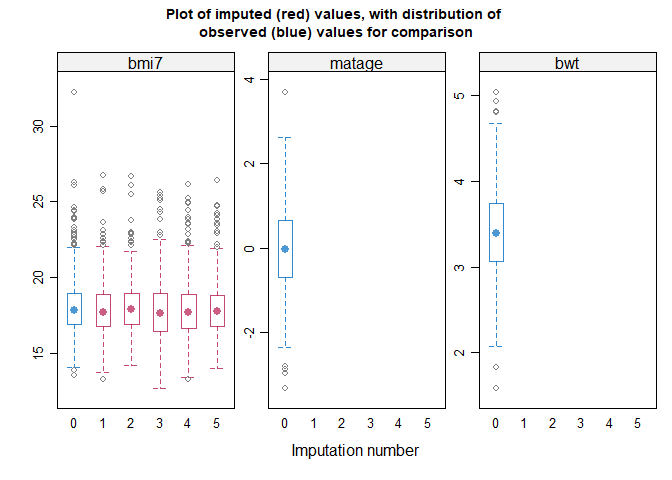 Plot of imputed (red) values, with distribution of
observed (blue) values for comparison
bmi7
matage
bwt
30
25
20
15
4
2
0
-2
5
4
3
2
0 1 2 3 4 5
0 1 2 3 4 5
0 1 2 3 4 5
Imputation number